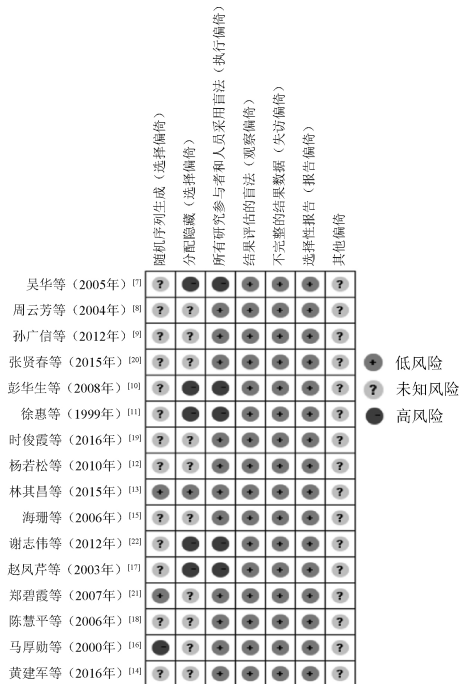 随机序列生成（选择偏倚）
分配隐藏（选择偏倚）
所有研究参与者和人员采用盲法（执行偏倚）
结果评估的盲法（观察偏倚）
不完整的结果数据（失访偏倚）
选择性报告（报告偏倚）
其他偏倚
吴华等（2005年）[7] ? - - + + + ?
周云芳等（2004年）[8] ? ? + + + + ?
孙广信等（2012年）[9] ? ? + + + + ?
张贤春等（2015年）[20] ? ? + + + + ?
彭华生等（2008年）[10] ? - - + + + ?
徐惠等（1999年）[11] ? - - + + + ?
时俊霞等（2016年）[19] ? ? + + + + ?
杨若松等（2010年）[12] ? ? + + + + ?
林其昌等（2015年）[13] + + + + + + ?
海珊等（2006年）[15] ? ? + + + + ?
谢志伟等（2012年）[22] ? - - + + + ?
赵凤芹等（2003年）[17] ? - - + + + ?
郑碧霞等（2007年）[21] + ? + + + + ?
陈慧平等（2006年）[18] ? ? + + + + ?
马厚勋等（2000年）[16] - ? + + + + ?
黄建军等（2016年）[14] ? ? + + + + ?
+ 低风险
? 未知风险
- 高风险